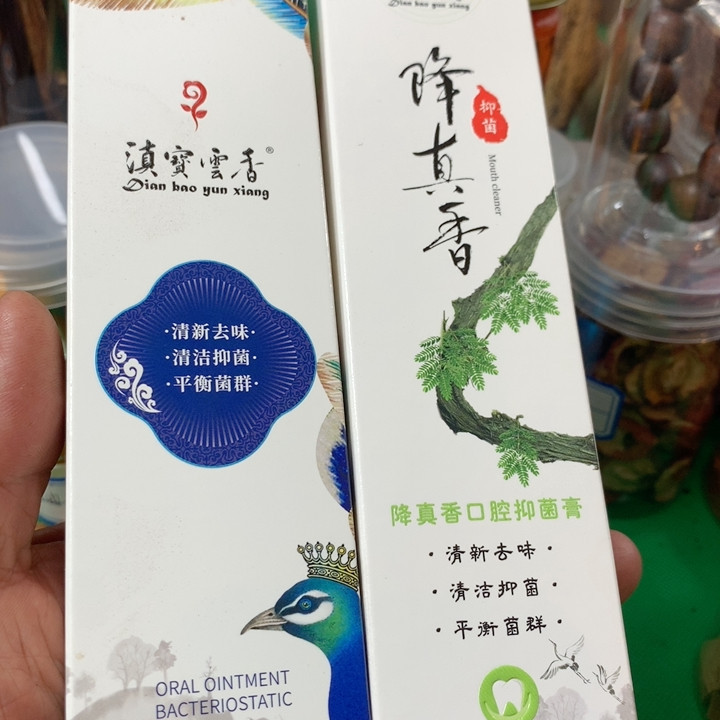 滇寶雲香®
Dian bao yun xiang
·清新去味·
·清洁抑菌·
·平衡菌群·
ORAL OINTMENT
BACTERIOSTATIC
Dian bao yun xiang
降真香
抑菌
Mouth cleaner
降真香口腔抑菌膏
·清新去味·
·清洁抑菌·
·平衡菌群·